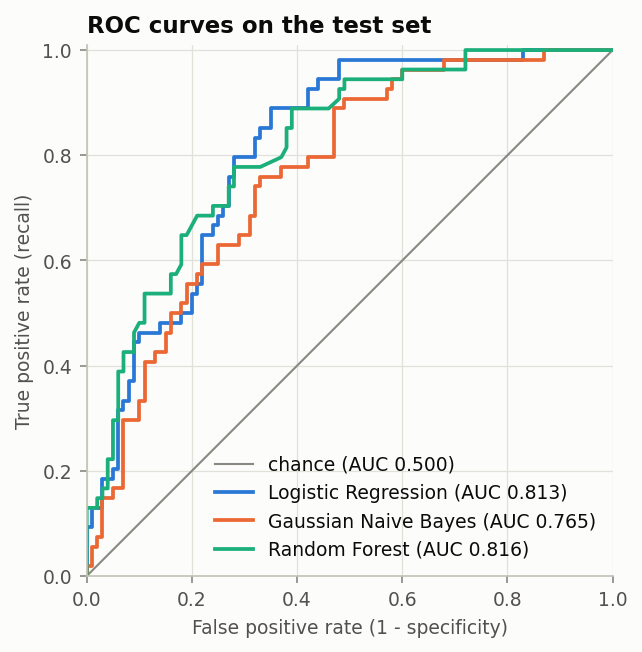 ROC curves on the test set
True positive rate (recall)
1.0
0.8
0.6
0.4
0.2
0.0
chance (AUC 0.500)
Logistic Regression (AUC 0.813)
Gaussian Naive Bayes (AUC 0.765)
Random Forest (AUC 0.816)
0.0 0.2 0.4 0.6 0.8 1.0
False positive rate (1 - specificity)